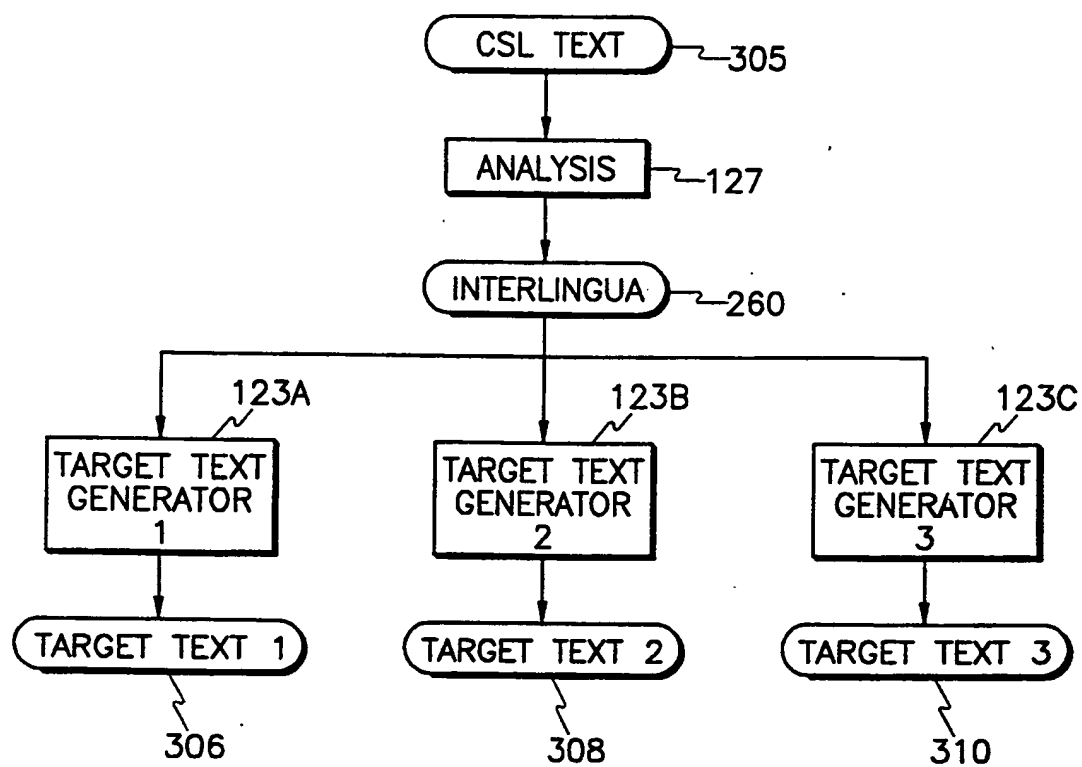 CSL TEXT
305
ANALYSIS
127
INTERLINGUA
260
123A
123B
123C
TARGET TEXT
GENERATOR
1
TARGET TEXT
GENERATOR
2
TARGET TEXT
GENERATOR
3
TARGET TEXT 1
TARGET TEXT 2
TARGET TEXT 3
306
308
310